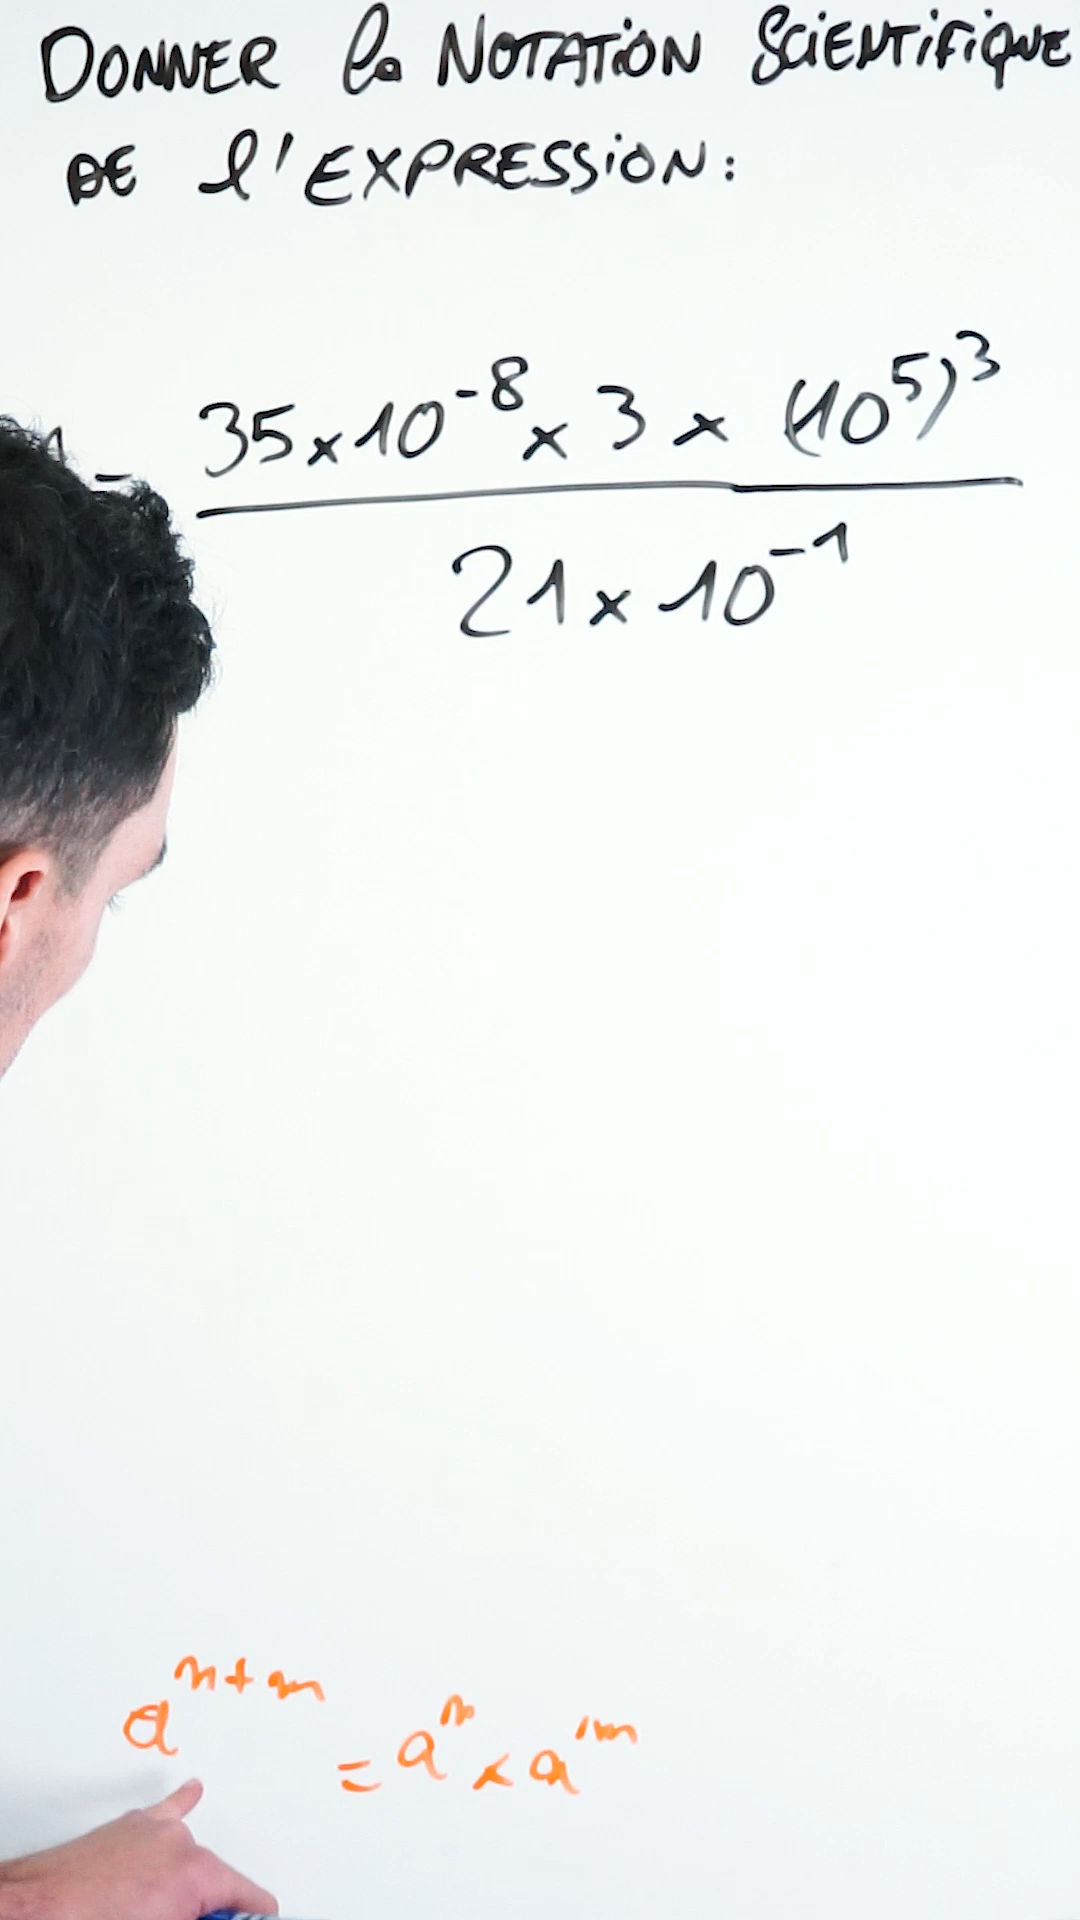 DONNER la NOTATION SCIENTIFIQUE
DE l'EXPRESSION:
35 × 10⁻⁸ × 3 × (10⁵)³
=
21 × 10⁻¹
aⁿ⁺ᵐ = aⁿ × aᵐ